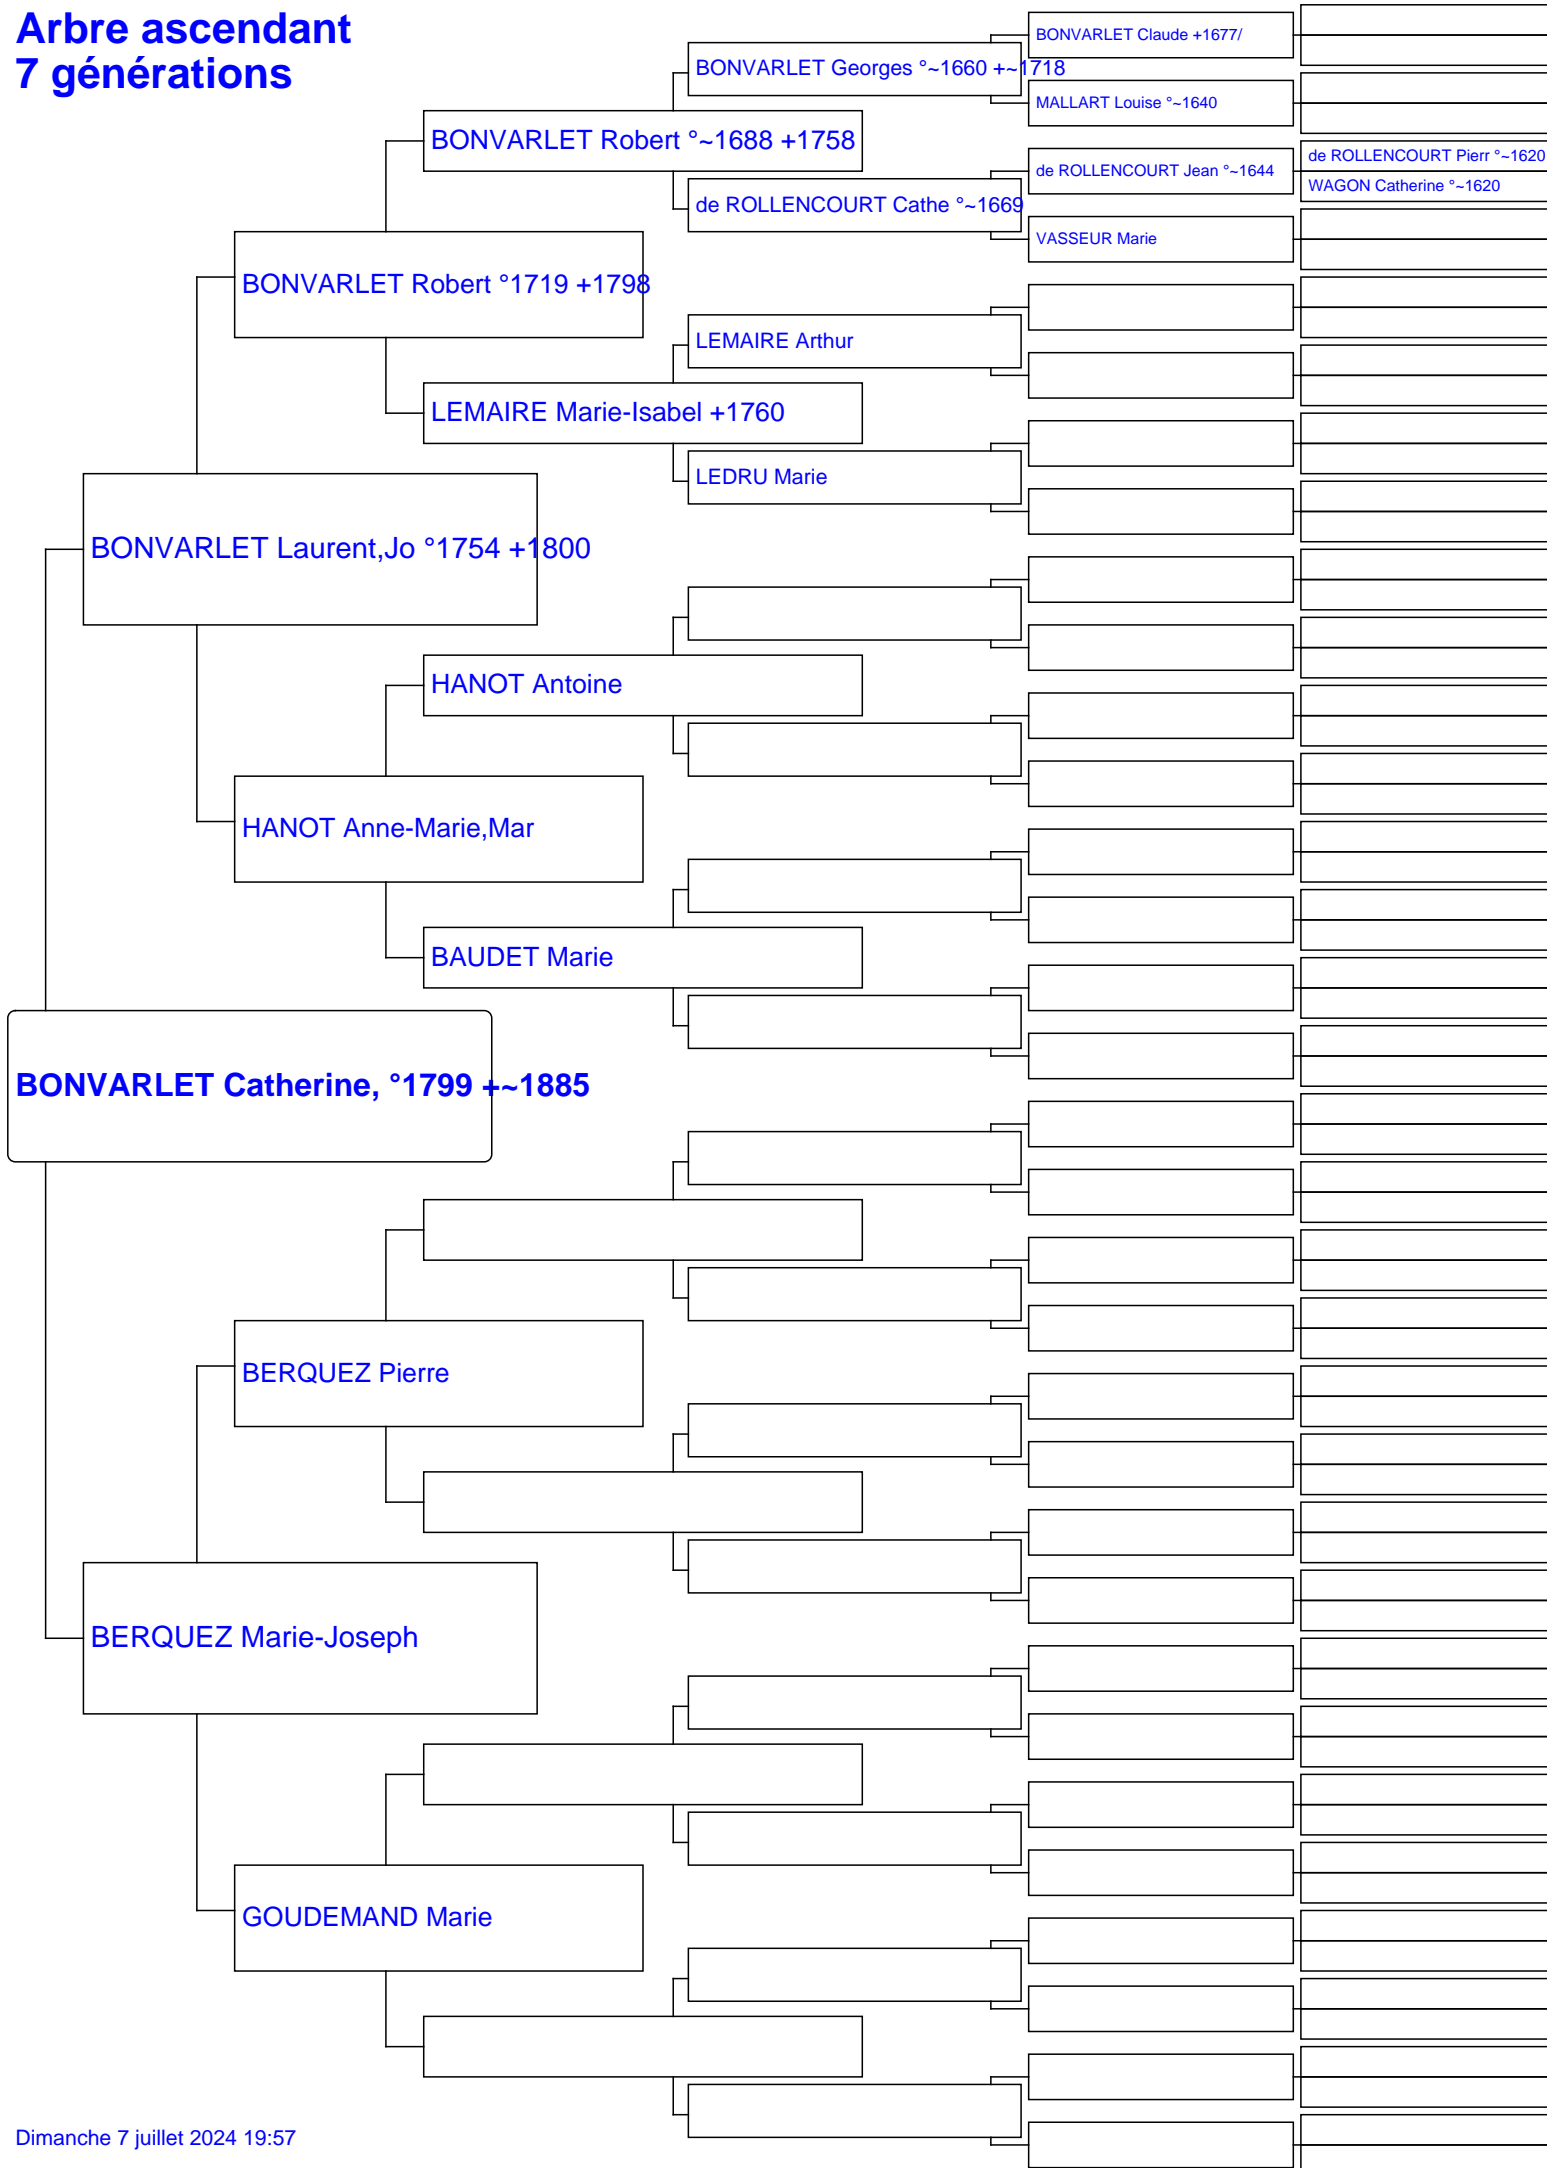 Arbre ascendant
7 générations
BONVARLET Claude +1677/
BONVARLET Georges °~1660 +~1718
MALLART Louise °~1640
BONVARLET Robert °~1688 +1758
de ROLLENCOURT Pierr °~1620
de ROLLENCOURT Jean °~1644
WAGON Catherine °~1620
de ROLLENCOURT Cathe °~1669
VASSEUR Marie
BONVARLET Robert °1719 +1798
LEMAIRE Arthur
LEMAIRE Marie-Isabel +1760
LEDRU Marie
BONVARLET Laurent,Jo °1754 +1800
HANOT Antoine
HANOT Anne-Marie,Mar
BAUDET Marie
BONVARLET Catherine, °1799 +~1885
BERQUEZ Pierre
BERQUEZ Marie-Joseph
GOUDEMAND Marie
Dimanche 7 juillet 2024 19:57